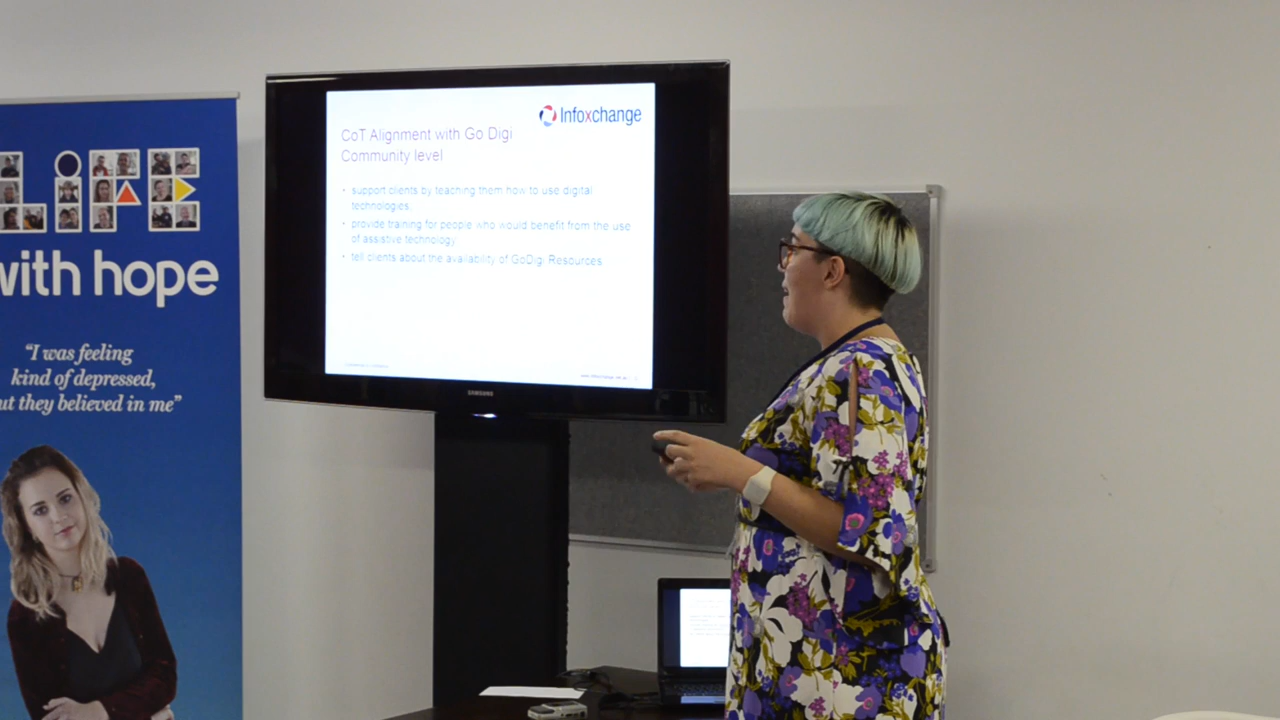 LiFE
with hope
“I was feeling
kind of depressed,
ut they believed in me”
Infoxchange
CoT Alignment with Go Digi
Community level
• support clients by teaching them how to use digital
technologies.
• provide training for people who would benefit from the use
of assistive technology.
• tell clients about the availability of GoDigi Resources
SAMSUNG